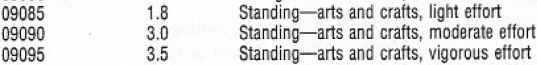 09085 1.8 Standing—arts and crafts, light effort
09090 3.0 Standing—arts and crafts, moderate effort
09095 3.5 Standing—arts and crafts, vigorous effort